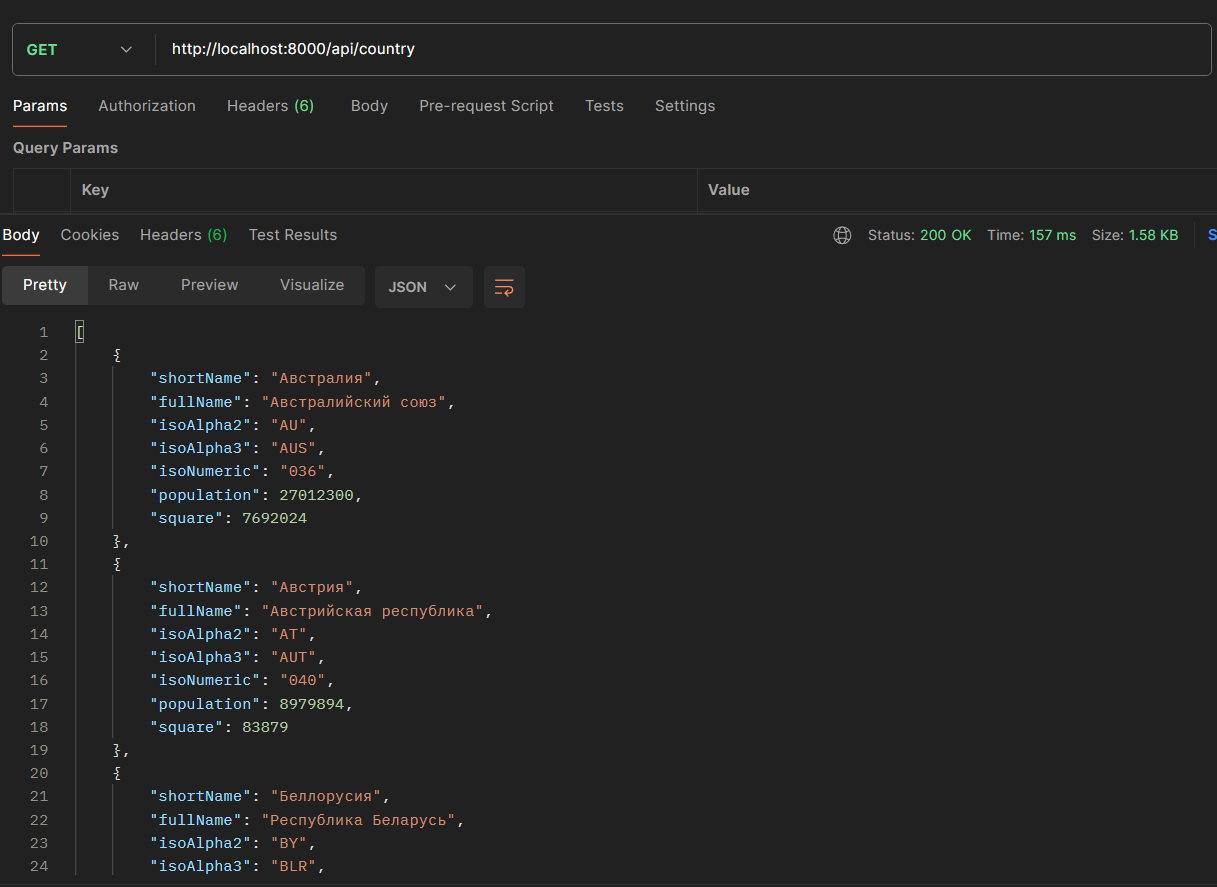 GET http://localhost:8000/api/country
Params Authorization Headers (6) Body Pre-request Script Tests Settings
Query Params
Key Value
Body Cookies Headers (6) Test Results Status: 200 OK Time: 157 ms Size: 1.58 KB S
Pretty Raw Preview Visualize JSON
1 [
2 {
3 "shortName": "Австралия",
4 "fullName": "Австралийский союз",
5 "isoAlpha2": "AU",
6 "isoAlpha3": "AUS",
7 "isoNumeric": "036",
8 "population": 27012300,
9 "square": 7692024
10 },
11 {
12 "shortName": "Австрия",
13 "fullName": "Австрийская республика",
14 "isoAlpha2": "AT",
15 "isoAlpha3": "AUT",
16 "isoNumeric": "040",
17 "population": 8979894,
18 "square": 83879
19 },
20 {
21 "shortName": "Беллорусия",
22 "fullName": "Республика Беларусь",
23 "isoAlpha2": "BY",
24 "isoAlpha3": "BLR",